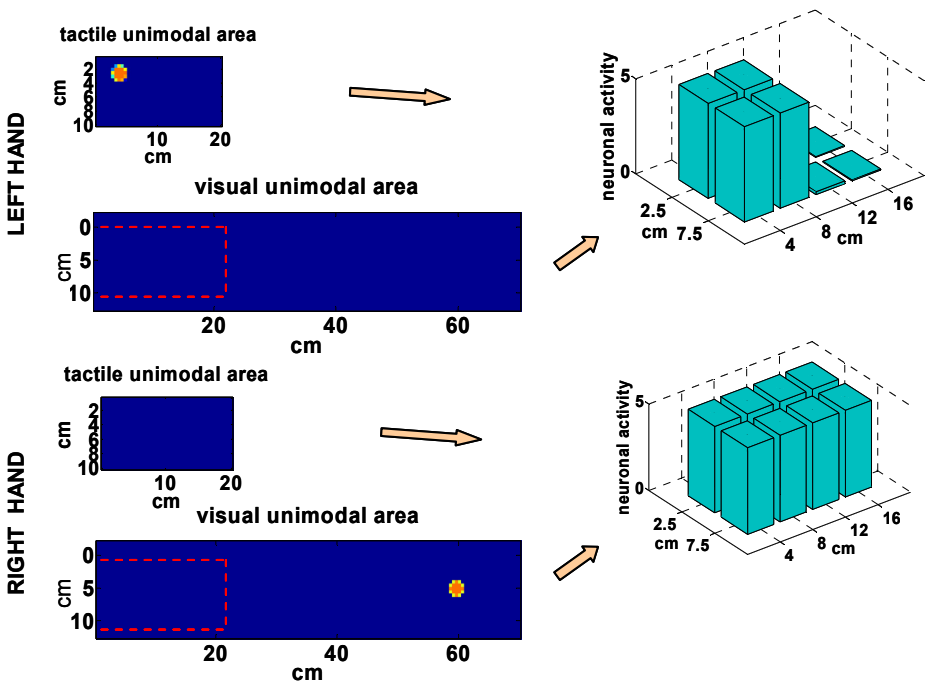 LEFT HAND
tactile unimodal area
2
4
6
8
10
cm
10 20
cm
visual unimodal area
0
5
10
cm
20 40 60
cm
5
0
neuronal activity
2.5
cm 7.5
4 8 12 16
cm
RIGHT HAND
tactile unimodal area
2
4
6
8
10
cm
10 20
cm
visual unimodal area
0
5
10
cm
20 40 60
cm
5
0
neuronal activity
2.5
cm 7.5
4 8 12 16
cm